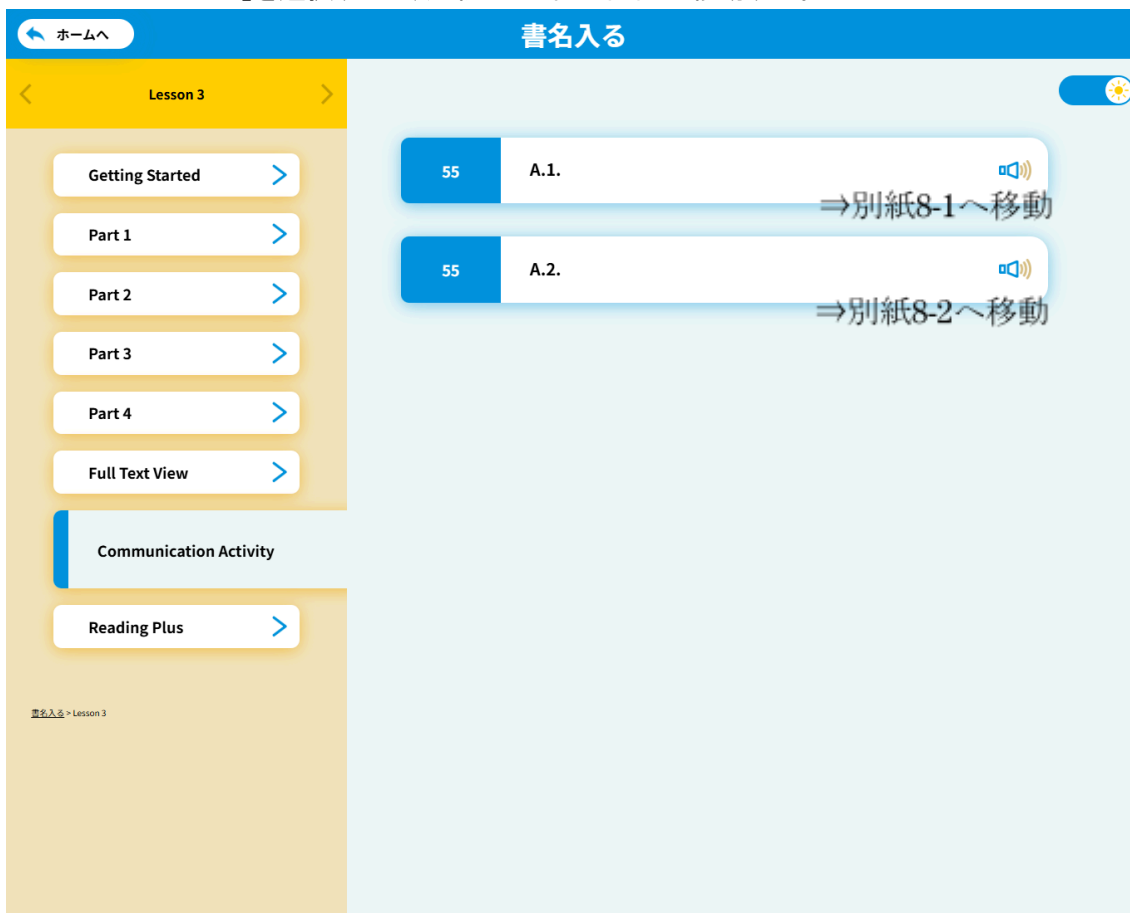 ホームへ
書名入る
Lesson 3
Getting Started
Part 1
Part 2
Part 3
Part 4
Full Text View
Communication Activity
Reading Plus
書名入る > Lesson 3
55 A.1.
⇒別紙8-1へ移動
55 A.2.
⇒別紙8-2へ移動